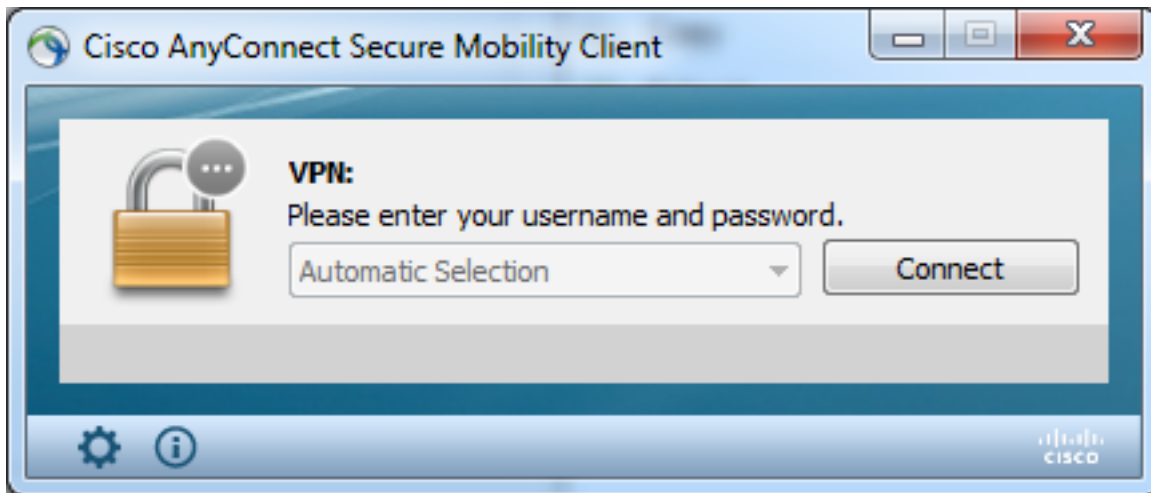 Cisco AnyConnect Secure Mobility Client
VPN:
Please enter your username and password.
Automatic Selection
Connect
CISCO